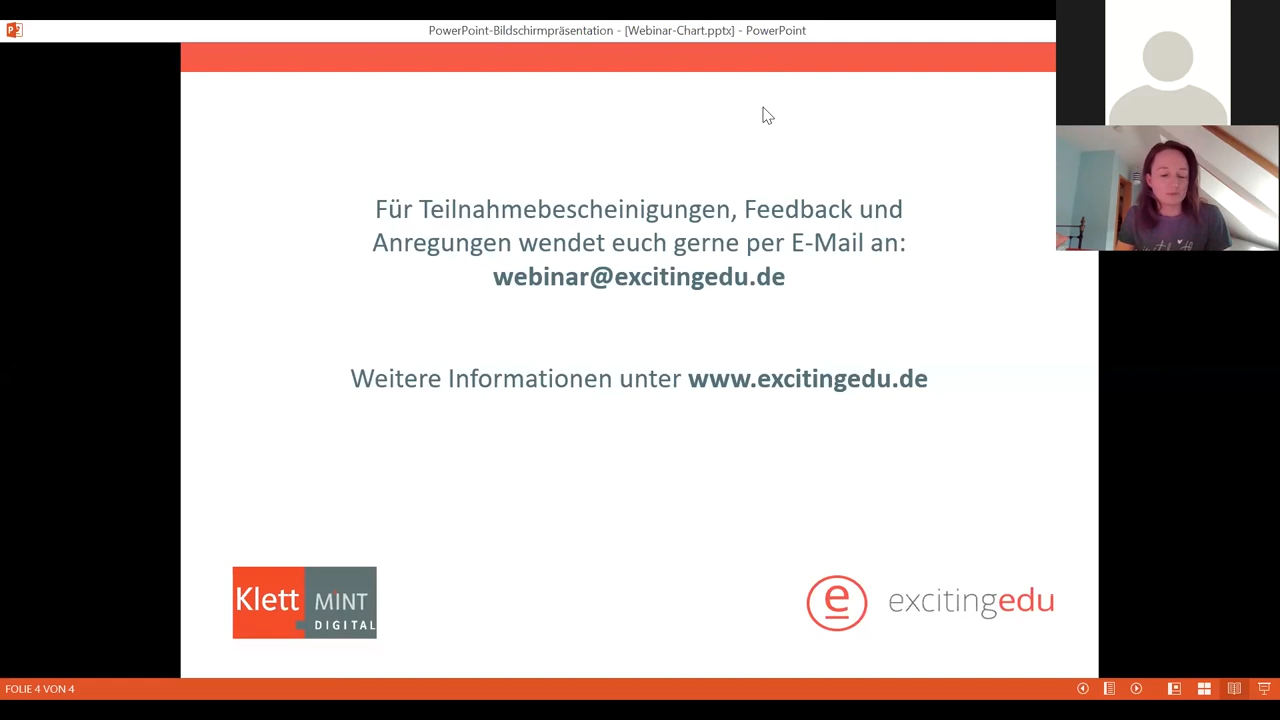 PowerPoint-Bildschirmpräsentation - [Webinar-Chart.pptx] - PowerPoint
Für Teilnahmebescheinigungen, Feedback und
Anregungen wendet euch gerne per E-Mail an:
webinar@excitingedu.de
Weitere Informationen unter www.excitingedu.de
Klett MINT
DIGITAL
e excitingedu
FOLIE 4 VON 4